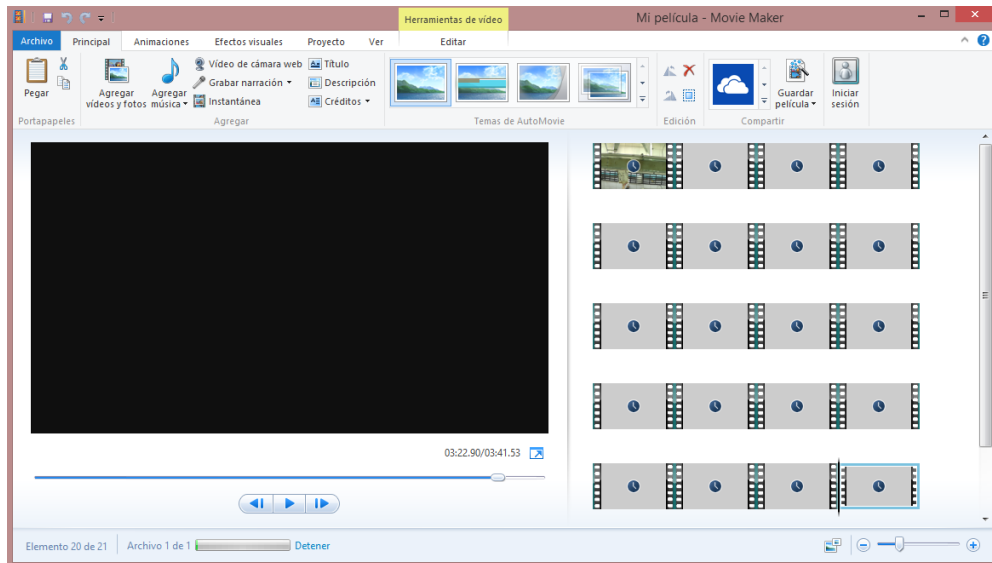 Herramientas de vídeo
Mi película - Movie Maker
Archivo Principal Animaciones Efectos visuales Proyecto Ver Editar
Pegar
Agregar vídeos y fotos
Agregar música
Vídeo de cámara web
Grabar narración
Instantánea
Título
Descripción
Créditos
Guardar película
Iniciar sesión
Portapapeles Agregar Temas de AutoMovie Edición Compartir
03:22.90/03:41.53
Elemento 20 de 21 Archivo 1 de 1 Detener